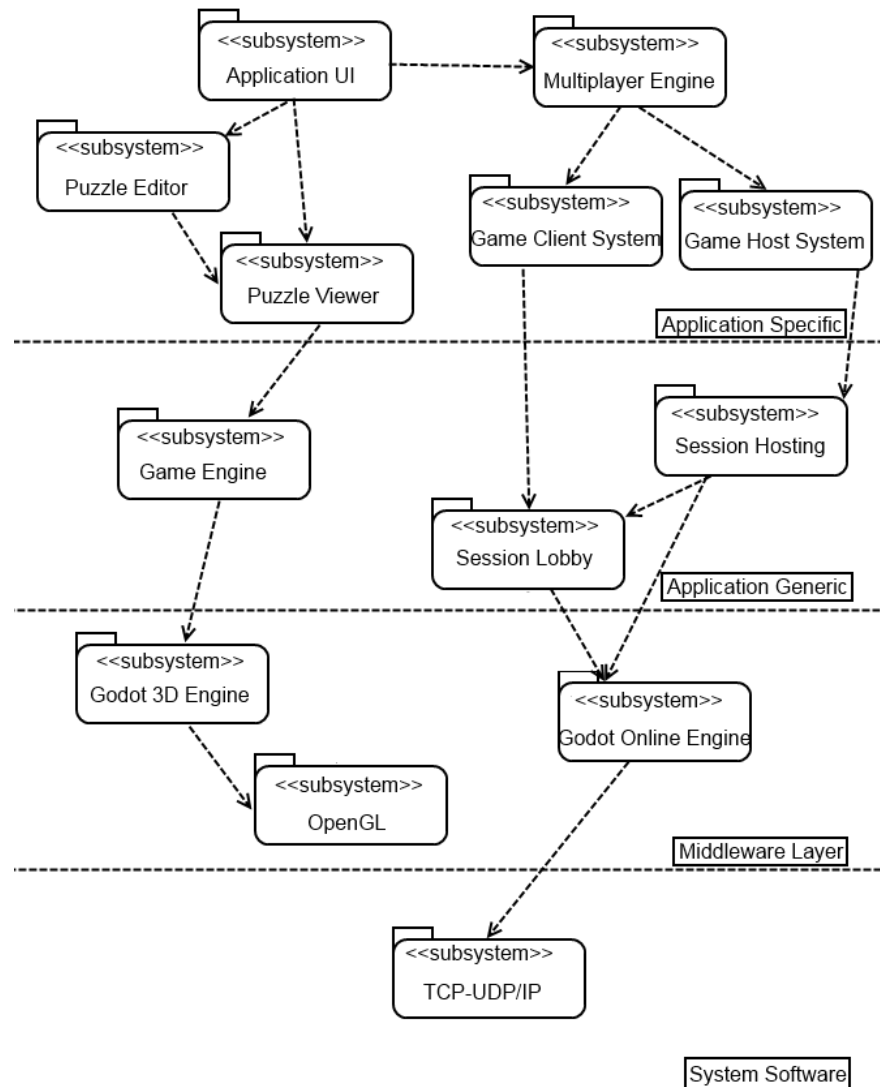 <<subsystem>>
Application UI
<<subsystem>>
Multiplayer Engine
<<subsystem>>
Puzzle Editor
<<subsystem>>
Game Client System
<<subsystem>>
Game Host System
<<subsystem>>
Puzzle Viewer
Application Specific
<<subsystem>>
Game Engine
<<subsystem>>
Session Hosting
<<subsystem>>
Session Lobby
Application Generic
<<subsystem>>
Godot 3D Engine
<<subsystem>>
Godot Online Engine
<<subsystem>>
OpenGL
Middleware Layer
<<subsystem>>
TCP-UDP/IP
System Software